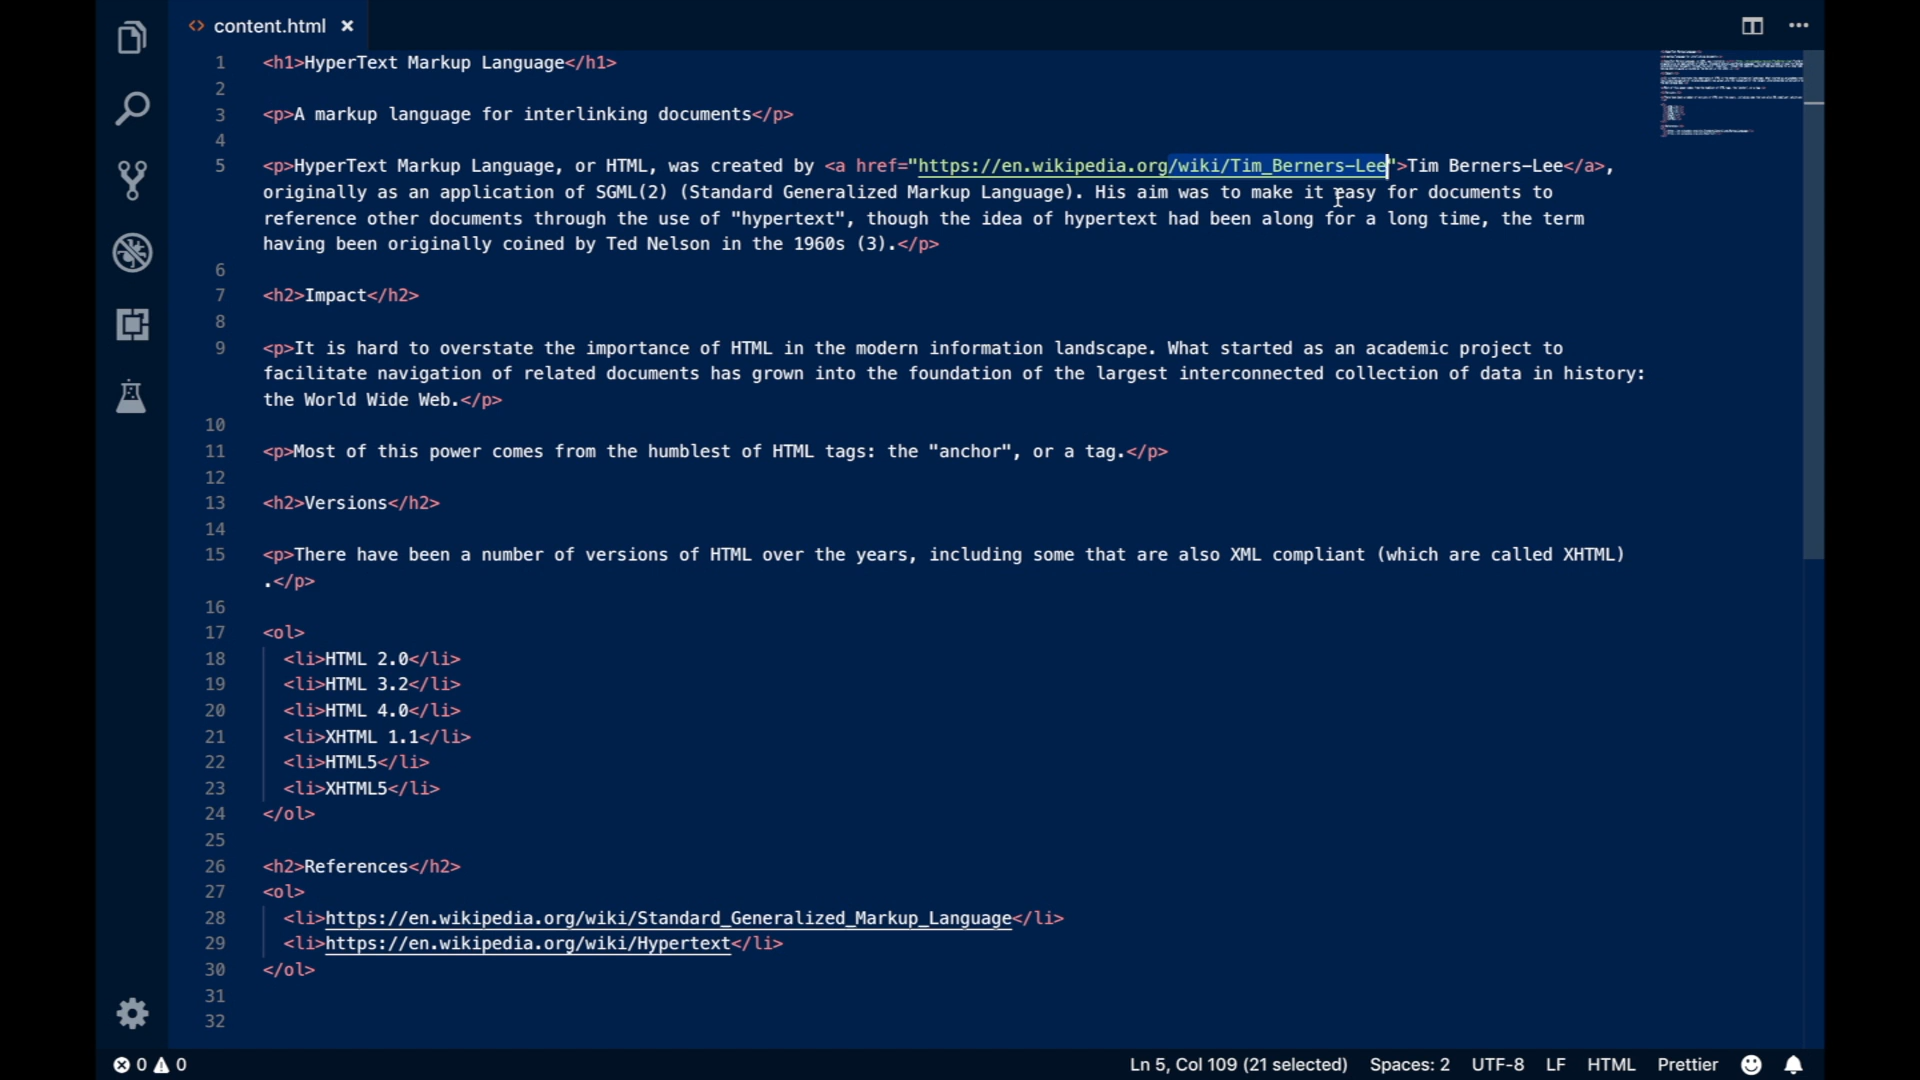 content.html
1 <h1>HyperText Markup Language</h1>
2
3 <p>A markup language for interlinking documents</p>
4
5 <p>HyperText Markup Language, or HTML, was created by <a href="https://en.wikipedia.org/wiki/Tim_Berners-Lee">Tim Berners-Lee</a>,
originally as an application of SGML(2) (Standard Generalized Markup Language). His aim was to make it easy for documents to
reference other documents through the use of "hypertext", though the idea of hypertext had been along for a long time, the term
having been originally coined by Ted Nelson in the 1960s (3).</p>
6
7 <h2>Impact</h2>
8
9 <p>It is hard to overstate the importance of HTML in the modern information landscape. What started as an academic project to
facilitate navigation of related documents has grown into the foundation of the largest interconnected collection of data in history:
the World Wide Web.</p>
10
11 <p>Most of this power comes from the humblest of HTML tags: the "anchor", or a tag.</p>
12
13 <h2>Versions</h2>
14
15 <p>There have been a number of versions of HTML over the years, including some that are also XML compliant (which are called XHTML)
.</p>
16
17 <ol>
18 <li>HTML 2.0</li>
19 <li>HTML 3.2</li>
20 <li>HTML 4.0</li>
21 <li>XHTML 1.1</li>
22 <li>HTML5</li>
23 <li>XHTML5</li>
24 </ol>
25
26 <h2>References</h2>
27 <ol>
28 <li>https://en.wikipedia.org/wiki/Standard_Generalized_Markup_Language</li>
29 <li>https://en.wikipedia.org/wiki/Hypertext</li>
30 </ol>
31
32
0 0 Ln 5, Col 109 (21 selected) Spaces: 2 UTF-8 LF HTML Prettier